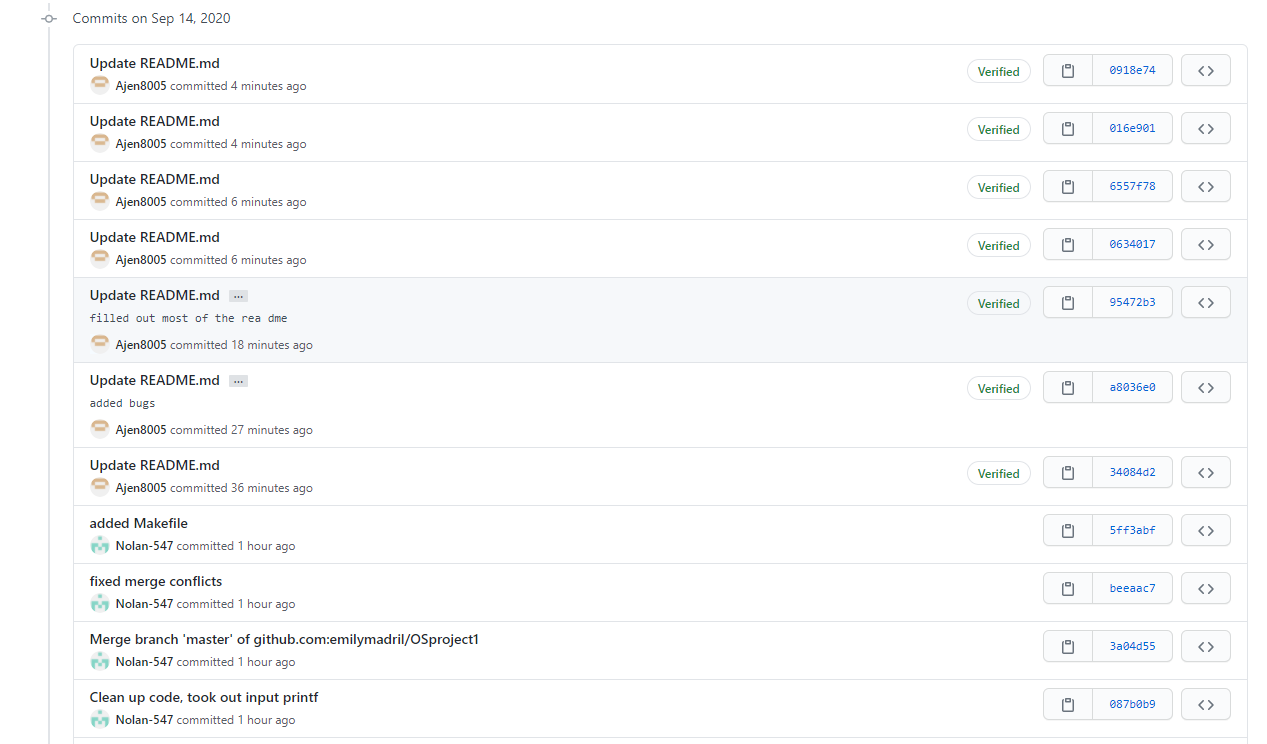 Commits on Sep 14, 2020
Update README.md
Ajen8005 committed 4 minutes ago
Verified
0918e74
Update README.md
Ajen8005 committed 4 minutes ago
Verified
016e901
Update README.md
Ajen8005 committed 6 minutes ago
Verified
6557f78
Update README.md
Ajen8005 committed 6 minutes ago
Verified
0634017
Update README.md ...
filled out most of the rea dme
Ajen8005 committed 18 minutes ago
Verified
95472b3
Update README.md ...
added bugs
Ajen8005 committed 27 minutes ago
Verified
a8036e0
Update README.md
Ajen8005 committed 36 minutes ago
Verified
34084d2
added Makefile
Nolan-547 committed 1 hour ago
5ff3abf
fixed merge conflicts
Nolan-547 committed 1 hour ago
beeaac7
Merge branch 'master' of github.com:emilymadril/OSproject1
Nolan-547 committed 1 hour ago
3a04d55
Clean up code, took out input printf
Nolan-547 committed 1 hour ago
087b0b9